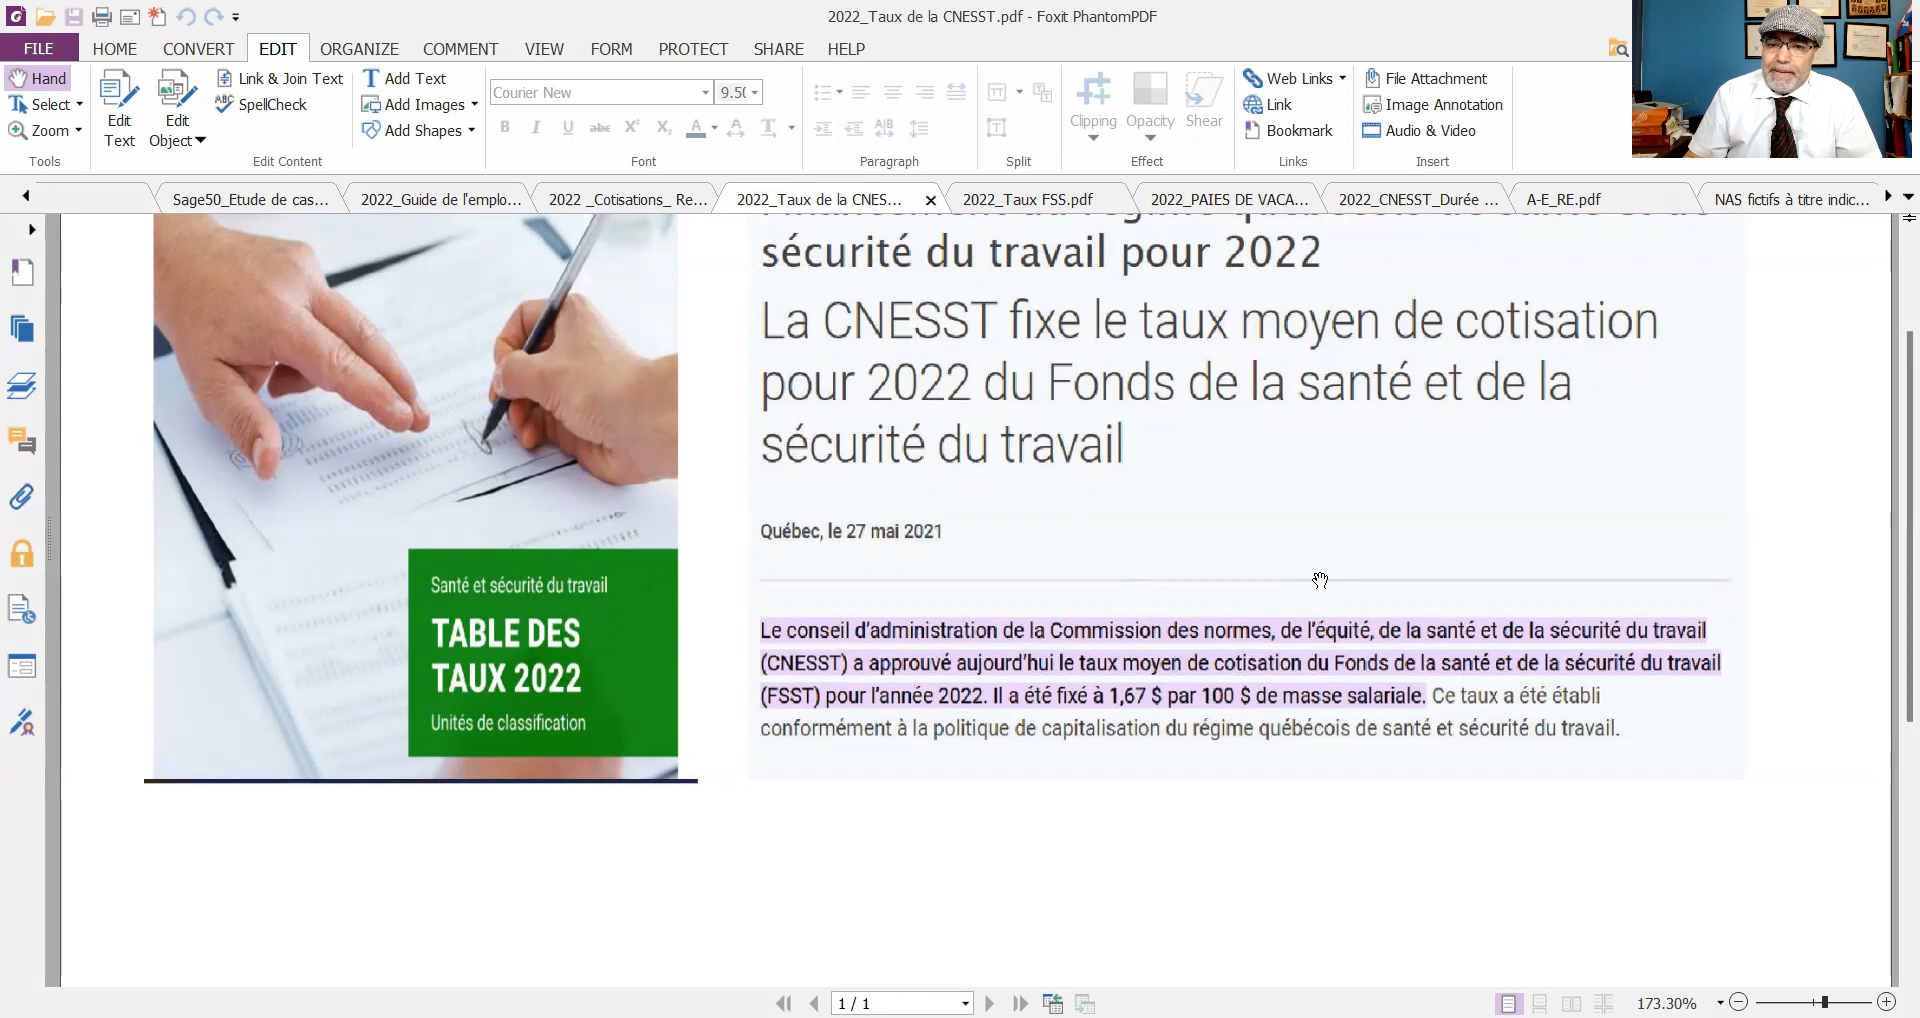 2022_Taux de la CNESST.pdf - Foxit PhantomPDF
FILE HOME CONVERT EDIT ORGANIZE COMMENT VIEW FORM PROTECT SHARE HELP
Hand
Select
Zoom
Tools
Edit Text
Edit Object
Link & Join Text
SpellCheck
Edit Content
Add Text
Add Images
Add Shapes
Courier New 9.5
Font
Paragraph
Split
Clipping Opacity Shear
Effect
Web Links
Link
Bookmark
Links
File Attachment
Image Annotation
Audio & Video
Insert
Sage50_Etude de cas... 2022_Guide de l'emplo... 2022 _Cotisations_ Re... 2022_Taux de la CNES... 2022_Taux FSS.pdf 2022_PAIES DE VACA... 2022_CNESST_Durée ... A-E_RE.pdf NAS fictifs à titre indic...
sécurité du travail pour 2022
La CNESST fixe le taux moyen de cotisation
pour 2022 du Fonds de la santé et de la
sécurité du travail
Québec, le 27 mai 2021
Le conseil d'administration de la Commission des normes, de l'équité, de la santé et de la sécurité du travail
(CNESST) a approuvé aujourd'hui le taux moyen de cotisation du Fonds de la santé et de la sécurité du travail
(FSST) pour l'année 2022. Il a été fixé à 1,67 $ par 100 $ de masse salariale. Ce taux a été établi
conformément à la politique de capitalisation du régime québécois de santé et sécurité du travail.
Santé et sécurité du travail
TABLE DES
TAUX 2022
Unités de classification
1 / 1
173.30%